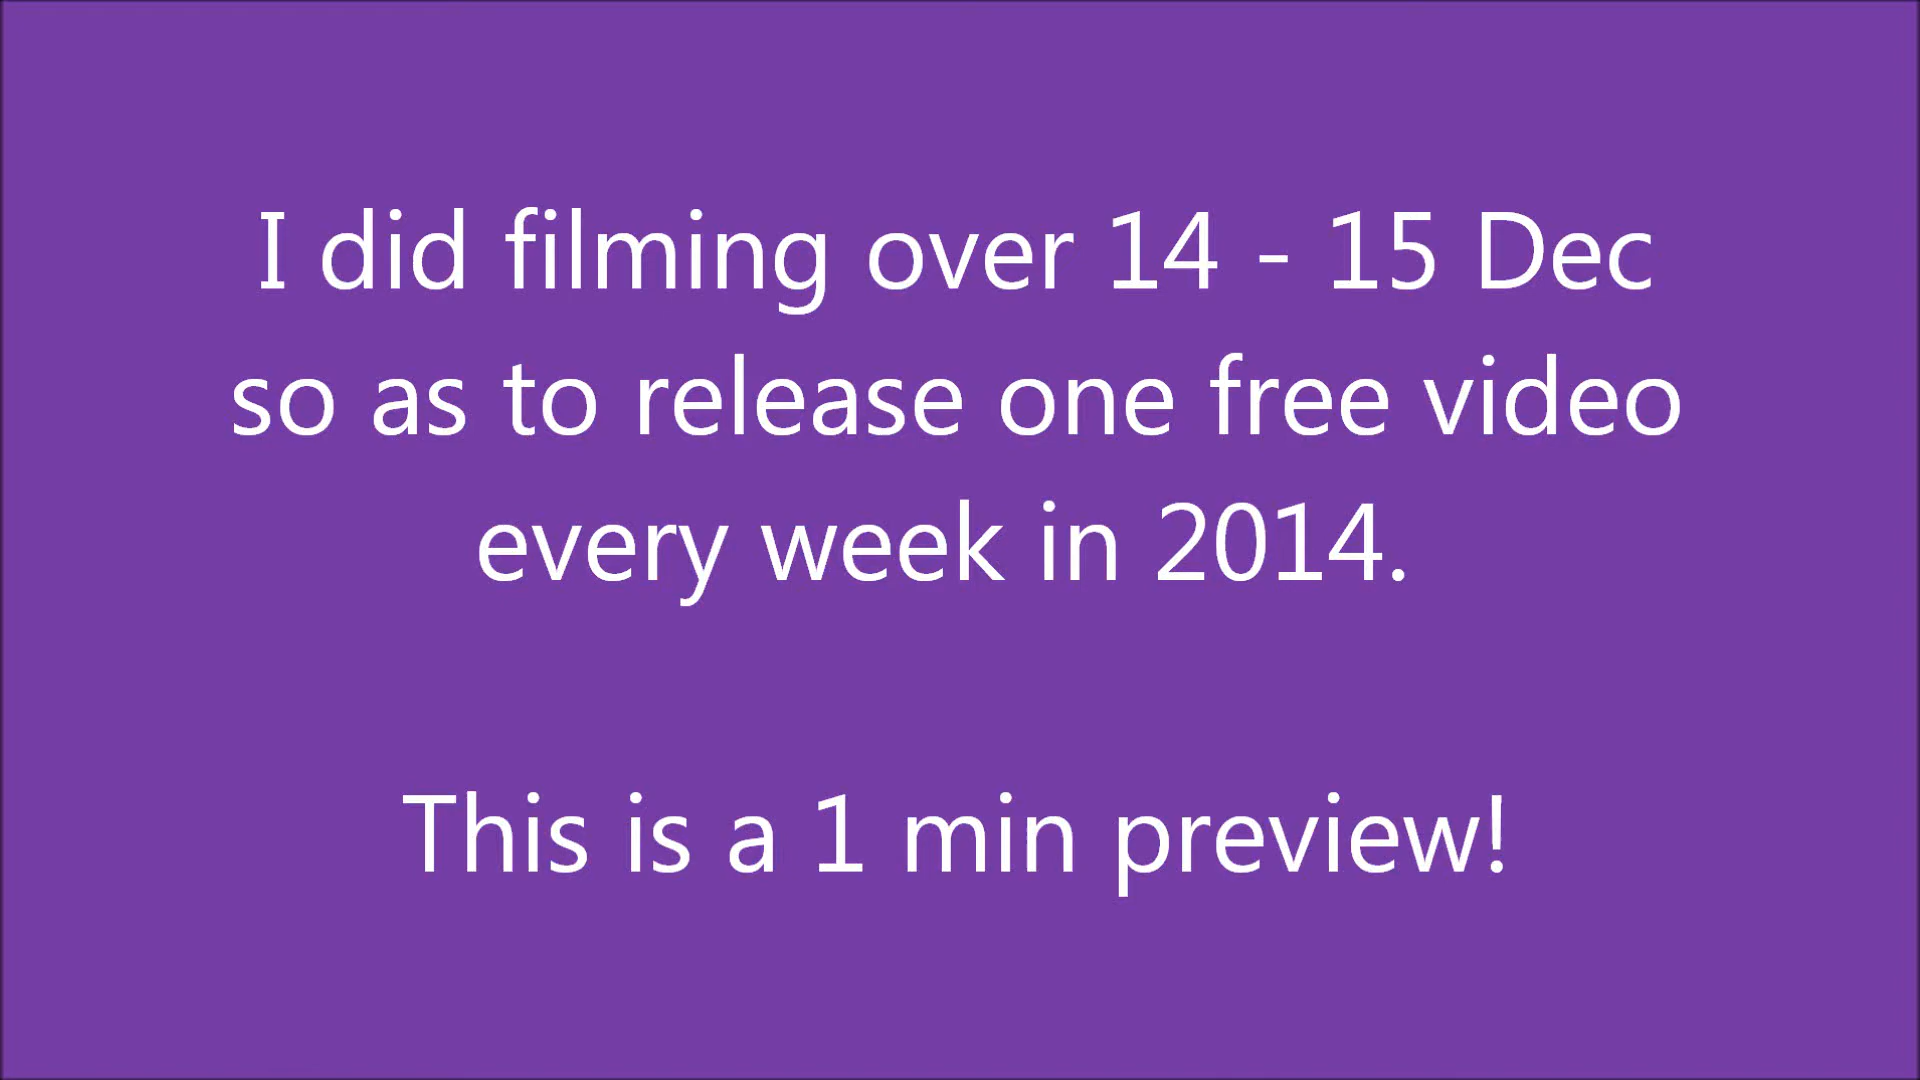 I did filming over 14 - 15 Dec
so as to release one free video
every week in 2014.
This is a 1 min preview!